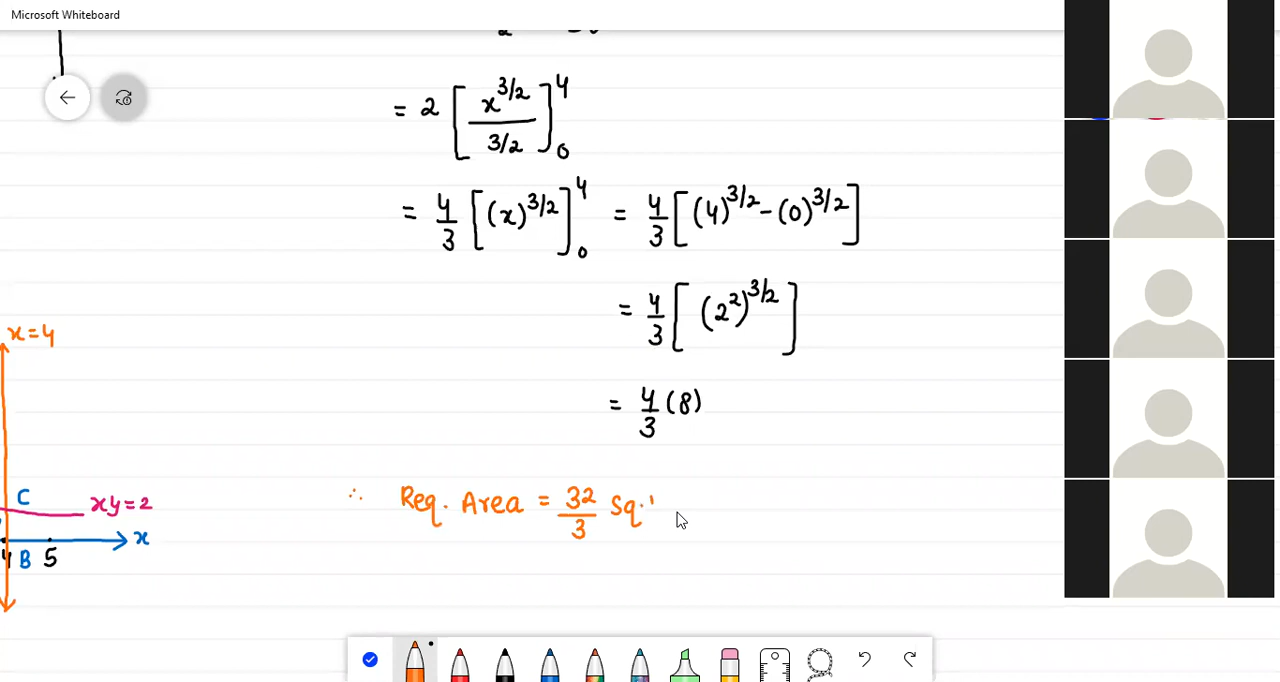 Microsoft Whiteboard
= 2 [ x^3/2 / 3/2 ]_0^4
= 4/3 [(x)^3/2]_0^4 = 4/3 [(4)^3/2 - (0)^3/2]
= 4/3 [(2^2)^3/2]
x=4
= 4/3 (8)
C
xy=2
∴ Req. Area = 32/3 Sq.
x
4 B 5